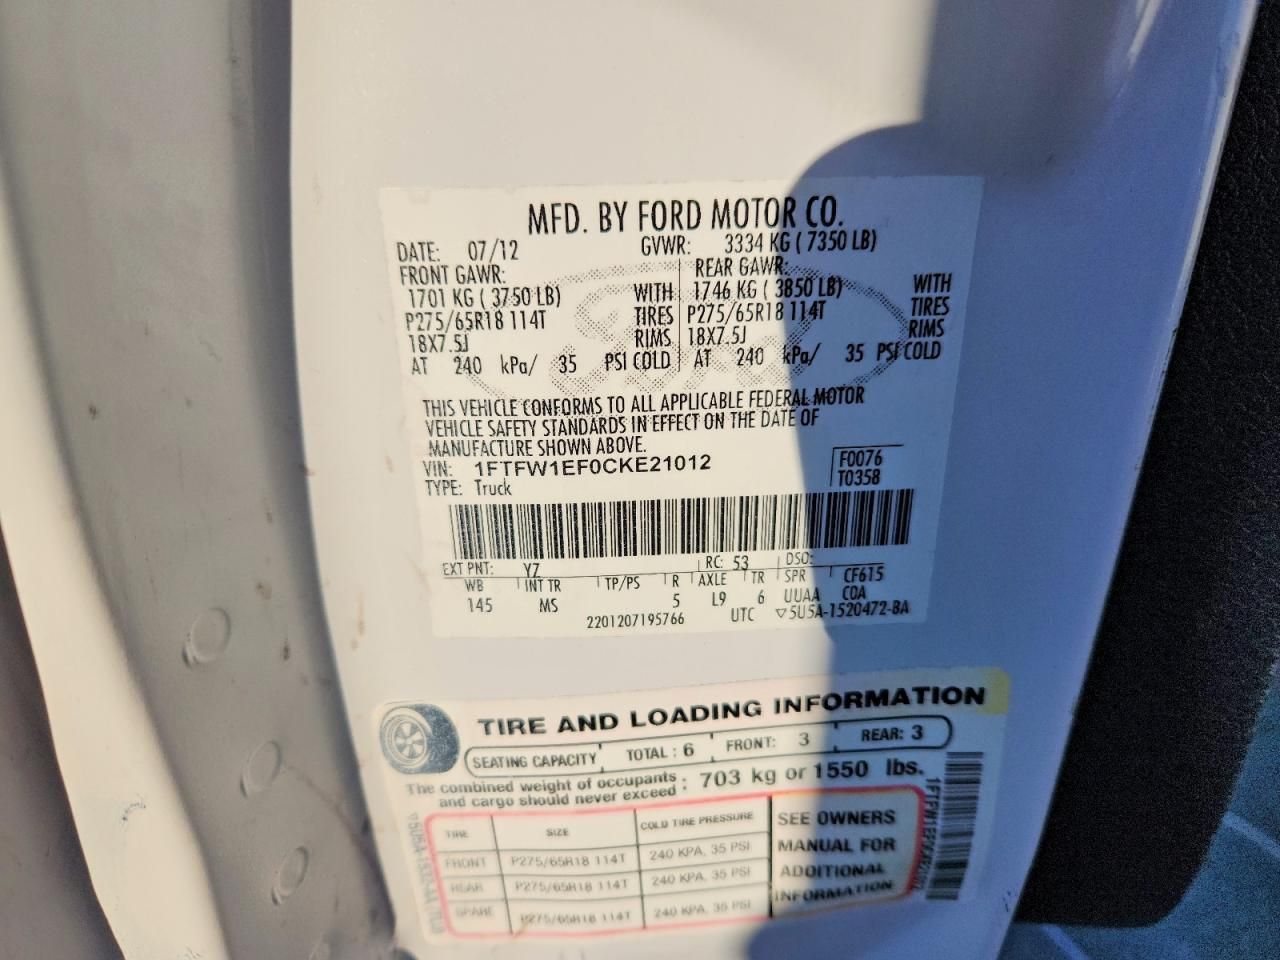 MFD. BY FORD MOTOR CO.
DATE: 07/12 GVWR: 3334 KG ( 7350 LB)
FRONT GAWR: REAR GAWR:
1701 KG ( 3750 LB) WITH 1746 KG ( 3850 LB) WITH
P275/65R18 114T TIRES P275/65R18 114T TIRES
18X7.5J RIMS 18X7.5J RIMS
AT 240 kPa/ 35 PSI COLD AT 240 kPa/ 35 PSI COLD
THIS VEHICLE CONFORMS TO ALL APPLICABLE FEDERAL MOTOR
VEHICLE SAFETY STANDARDS IN EFFECT ON THE DATE OF
MANUFACTURE SHOWN ABOVE.
VIN: 1FTFW1EF0CKE21012 F0076
TYPE: Truck T0358
EXT PNT: YZ RC: 53 DSO:
WB INT TR TP/PS R AXLE TR SPR CF615
145 MS 5 L9 6 UUAA COA
2201207195766 UTC ▽5U5A-1520472-BA
TIRE AND LOADING INFORMATION
SEATING CAPACITY TOTAL : 6 FRONT: 3 REAR: 3
The combined weight of occupants
and cargo should never exceed : 703 kg or 1550 lbs.
TIRE SIZE COLD TIRE PRESSURE SEE OWNERS
FRONT P275/65R18 114T 240 KPA, 35 PSI MANUAL FOR
REAR P275/65R18 114T 240 KPA, 35 PSI ADDITIONAL
SPARE P275/65R18 114T 240 KPA, 35 PSI INFORMATION